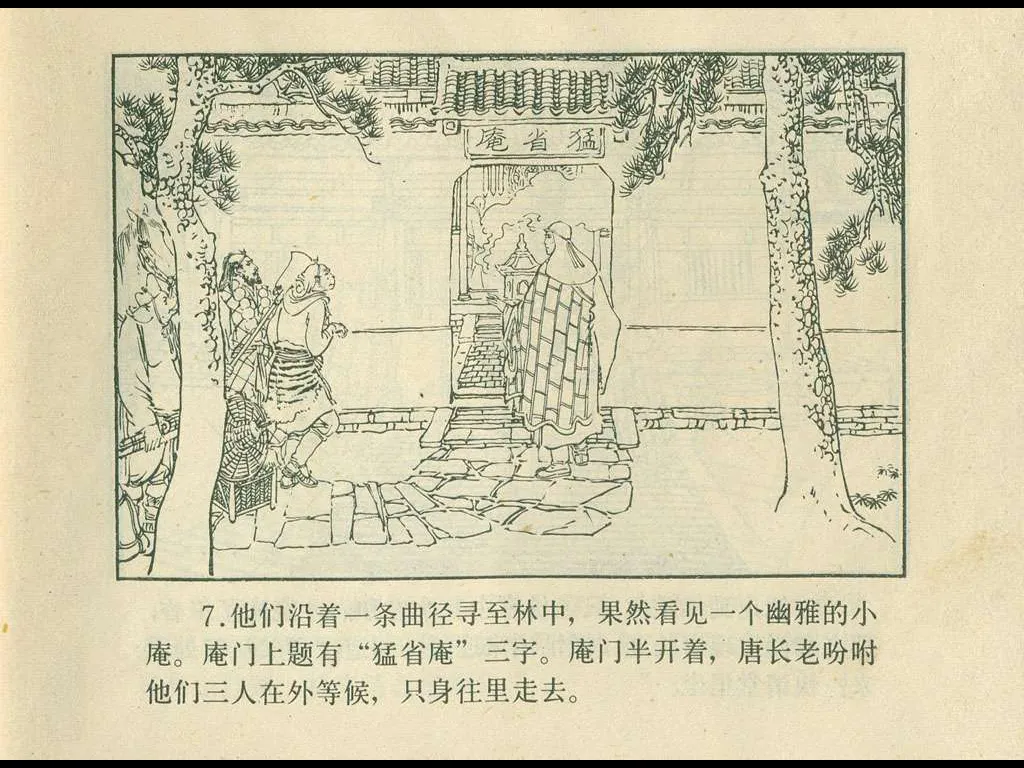 猛省庵
7.他们沿着一条曲径寻至林中，果然看见一个幽雅的小
庵。庵门上题有“猛省庵”三字。庵门半开着，唐长老吩咐
他们三人在外等候，只身往里走去。